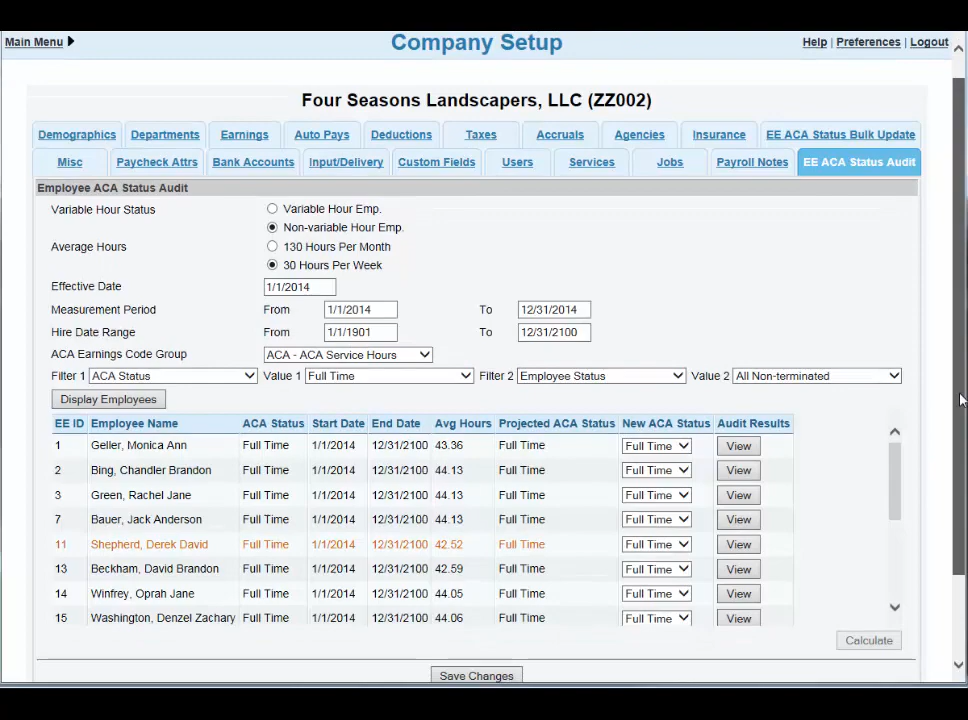 Main Menu
Company Setup
Help | Preferences | Logout
Four Seasons Landscapers, LLC (ZZ002)
Demographics Departments Earnings Auto Pays Deductions Taxes Accruals Agencies Insurance EE ACA Status Bulk Update
Misc Paycheck Attrs Bank Accounts Input/Delivery Custom Fields Users Services Jobs Payroll Notes EE ACA Status Audit
Employee ACA Status Audit
Variable Hour Status Variable Hour Emp.
Non-variable Hour Emp.
Average Hours 130 Hours Per Month
30 Hours Per Week
Effective Date 1/1/2014
Measurement Period From 1/1/2014 To 12/31/2014
Hire Date Range From 1/1/1901 To 12/31/2100
ACA Earnings Code Group ACA - ACA Service Hours
Filter 1 ACA Status Value 1 Full Time Filter 2 Employee Status Value 2 All Non-terminated
Display Employees
EE ID Employee Name ACA Status Start Date End Date Avg Hours Projected ACA Status New ACA Status Audit Results
1 Geller, Monica Ann Full Time 1/1/2014 12/31/2100 43.36 Full Time Full Time View
2 Bing, Chandler Brandon Full Time 1/1/2014 12/31/2100 44.13 Full Time Full Time View
3 Green, Rachel Jane Full Time 1/1/2014 12/31/2100 44.13 Full Time Full Time View
7 Bauer, Jack Anderson Full Time 1/1/2014 12/31/2100 44.13 Full Time Full Time View
11 Shepherd, Derek David Full Time 1/1/2014 12/31/2100 42.52 Full Time Full Time View
13 Beckham, David Brandon Full Time 1/1/2014 12/31/2100 42.59 Full Time Full Time View
14 Winfrey, Oprah Jane Full Time 1/1/2014 12/31/2100 44.05 Full Time Full Time View
15 Washington, Denzel Zachary Full Time 1/1/2014 12/31/2100 44.06 Full Time Full Time View
Calculate
Save Changes